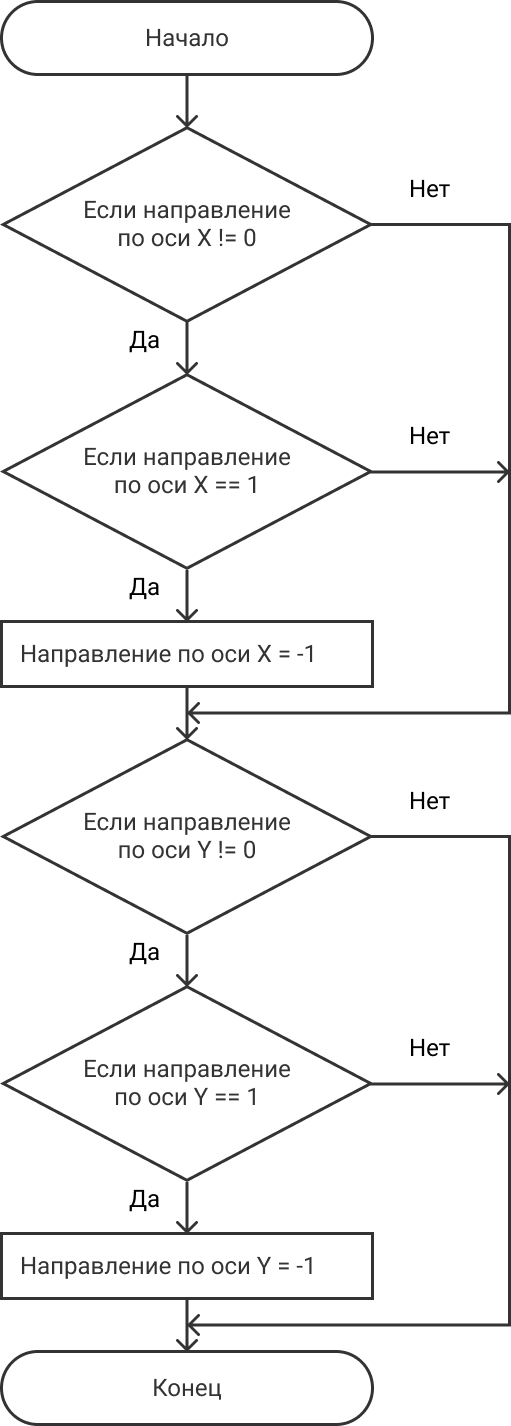 Начало
Нет
Если направление
по оси X != 0
Да
Нет
Если направление
по оси X == 1
Да
Направление по оси X = -1
Нет
Если направление
по оси Y != 0
Да
Нет
Если направление
по оси Y == 1
Да
Направление по оси Y = -1
Конец